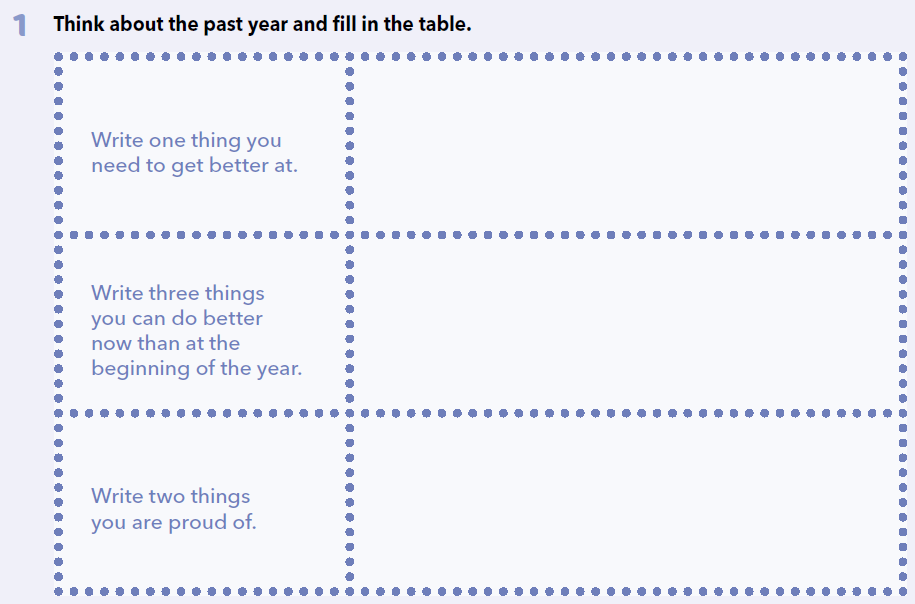 1 Think about the past year and fill in the table.
Write one thing you
need to get better at.
Write three things
you can do better
now than at the
beginning of the year.
Write two things
you are proud of.